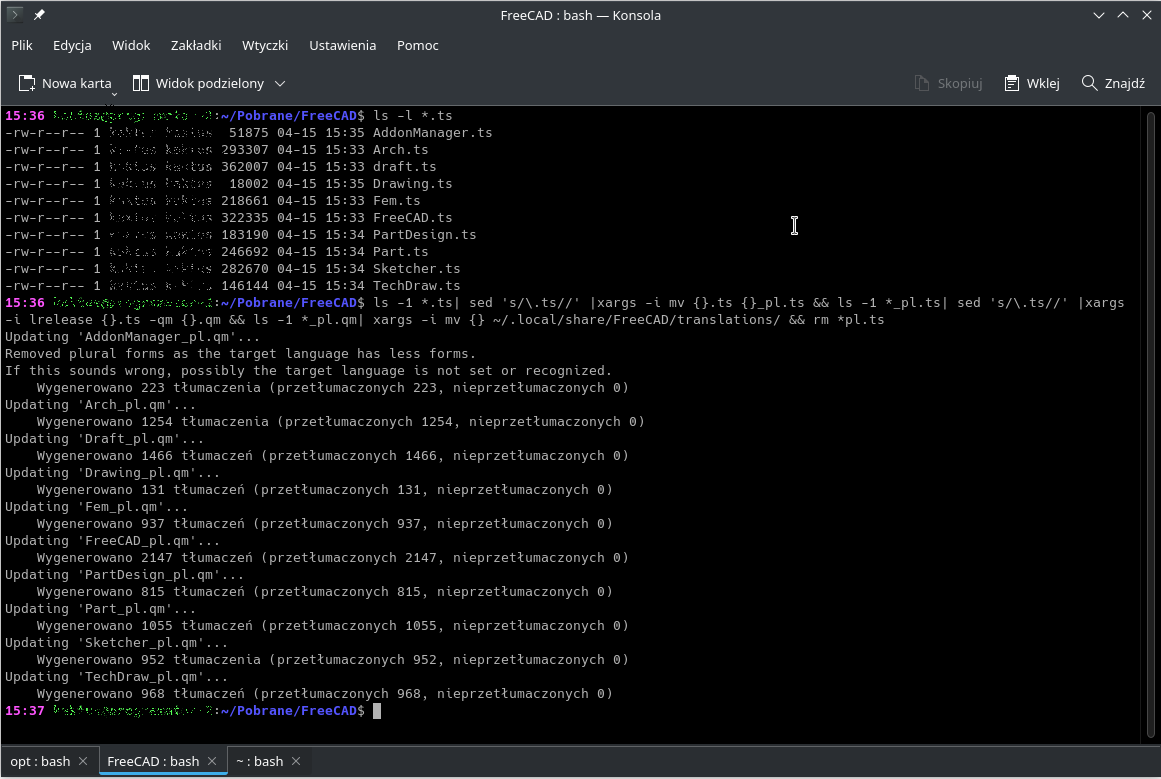 FreeCAD : bash — Konsola
Plik Edycja Widok Zakładki Wtyczki Ustawienia Pomoc
Nowa karta Widok podzielony Skopiuj Wklej Znajdź
15:36 :~/Pobrane/FreeCAD$ ls -l *.ts
-rw-r--r-- 1 51875 04-15 15:35 AddonManager.ts
-rw-r--r-- 1 293307 04-15 15:33 Arch.ts
-rw-r--r-- 1 362007 04-15 15:33 draft.ts
-rw-r--r-- 1 18002 04-15 15:35 Drawing.ts
-rw-r--r-- 1 218661 04-15 15:33 Fem.ts
-rw-r--r-- 1 322335 04-15 15:33 FreeCAD.ts
-rw-r--r-- 1 183190 04-15 15:34 PartDesign.ts
-rw-r--r-- 1 246692 04-15 15:34 Part.ts
-rw-r--r-- 1 282670 04-15 15:34 Sketcher.ts
-rw-r--r-- 1 146144 04-15 15:34 TechDraw.ts
15:36 :~/Pobrane/FreeCAD$ ls -1 *.ts| sed 's/\.ts//' |xargs -i mv {}.ts {}_pl.ts && ls -1 *_pl.ts| sed 's/\.ts//' |xargs
-i lrelease {}.ts -qm {}.qm && ls -1 *_pl.qm| xargs -i mv {} ~/.local/share/FreeCAD/translations/ && rm *pl.ts
Updating 'AddonManager_pl.qm'...
Removed plural forms as the target language has less forms.
If this sounds wrong, possibly the target language is not set or recognized.
Wygenerowano 223 tłumaczenia (przetłumaczonych 223, nieprzetłumaczonych 0)
Updating 'Arch_pl.qm'...
Wygenerowano 1254 tłumaczenia (przetłumaczonych 1254, nieprzetłumaczonych 0)
Updating 'Draft_pl.qm'...
Wygenerowano 1466 tłumaczeń (przetłumaczonych 1466, nieprzetłumaczonych 0)
Updating 'Drawing_pl.qm'...
Wygenerowano 131 tłumaczeń (przetłumaczonych 131, nieprzetłumaczonych 0)
Updating 'Fem_pl.qm'...
Wygenerowano 937 tłumaczeń (przetłumaczonych 937, nieprzetłumaczonych 0)
Updating 'FreeCAD_pl.qm'...
Wygenerowano 2147 tłumaczeń (przetłumaczonych 2147, nieprzetłumaczonych 0)
Updating 'PartDesign_pl.qm'...
Wygenerowano 815 tłumaczeń (przetłumaczonych 815, nieprzetłumaczonych 0)
Updating 'Part_pl.qm'...
Wygenerowano 1055 tłumaczeń (przetłumaczonych 1055, nieprzetłumaczonych 0)
Updating 'Sketcher_pl.qm'...
Wygenerowano 952 tłumaczenia (przetłumaczonych 952, nieprzetłumaczonych 0)
Updating 'TechDraw_pl.qm'...
Wygenerowano 968 tłumaczeń (przetłumaczonych 968, nieprzetłumaczonych 0)
15:37 :~/Pobrane/FreeCAD$
opt : bash FreeCAD : bash ~ : bash